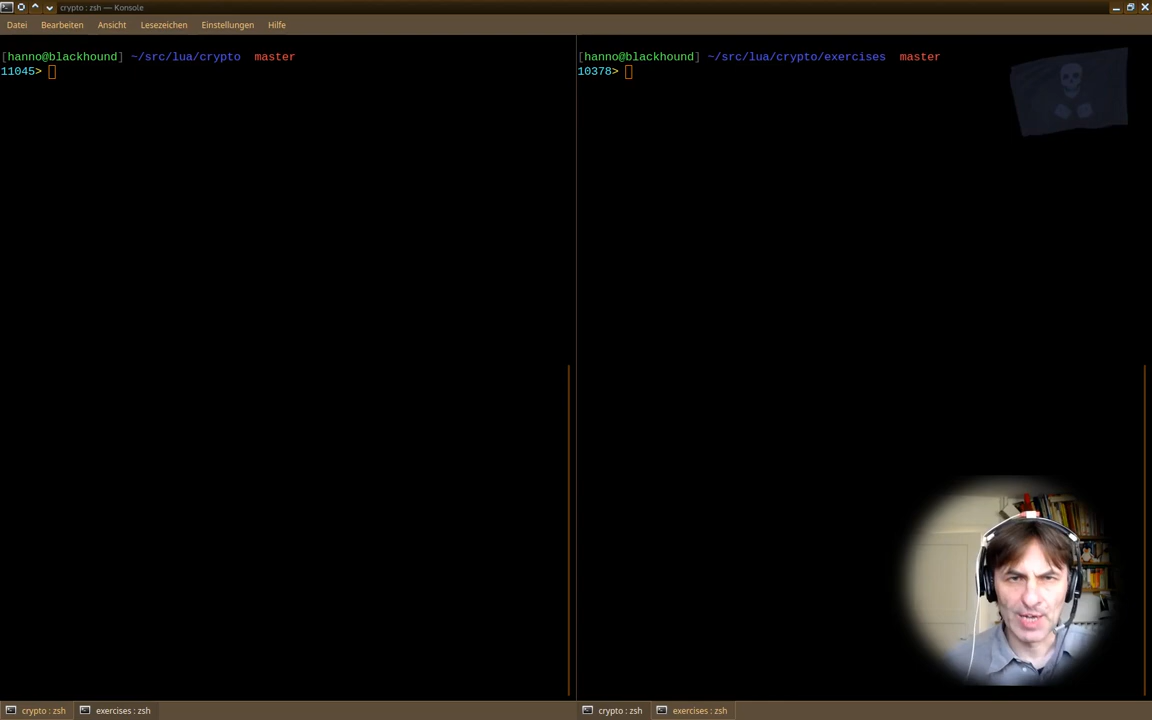 crypto : zsh — Konsole
Datei Bearbeiten Ansicht Lesezeichen Einstellungen Hilfe
[hanno@blackhound] ~/src/lua/crypto master
11045>
[hanno@blackhound] ~/src/lua/crypto/exercises master
10378>
crypto : zsh exercises : zsh
crypto : zsh exercises : zsh